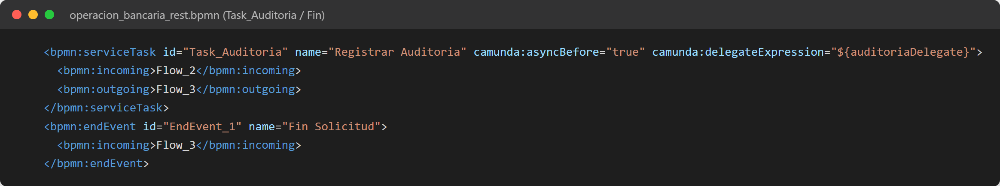 operacion_bancaria_rest.bpmn (Task_Auditoria / Fin)
<bpmn:serviceTask id="Task_Auditoria" name="Registrar Auditoria" camunda:asyncBefore="true" camunda:delegateExpression="${auditoriaDelegate}">
  <bpmn:incoming>Flow_2</bpmn:incoming>
  <bpmn:outgoing>Flow_3</bpmn:outgoing>
</bpmn:serviceTask>
<bpmn:endEvent id="EndEvent_1" name="Fin Solicitud">
  <bpmn:incoming>Flow_3</bpmn:incoming>
</bpmn:endEvent>